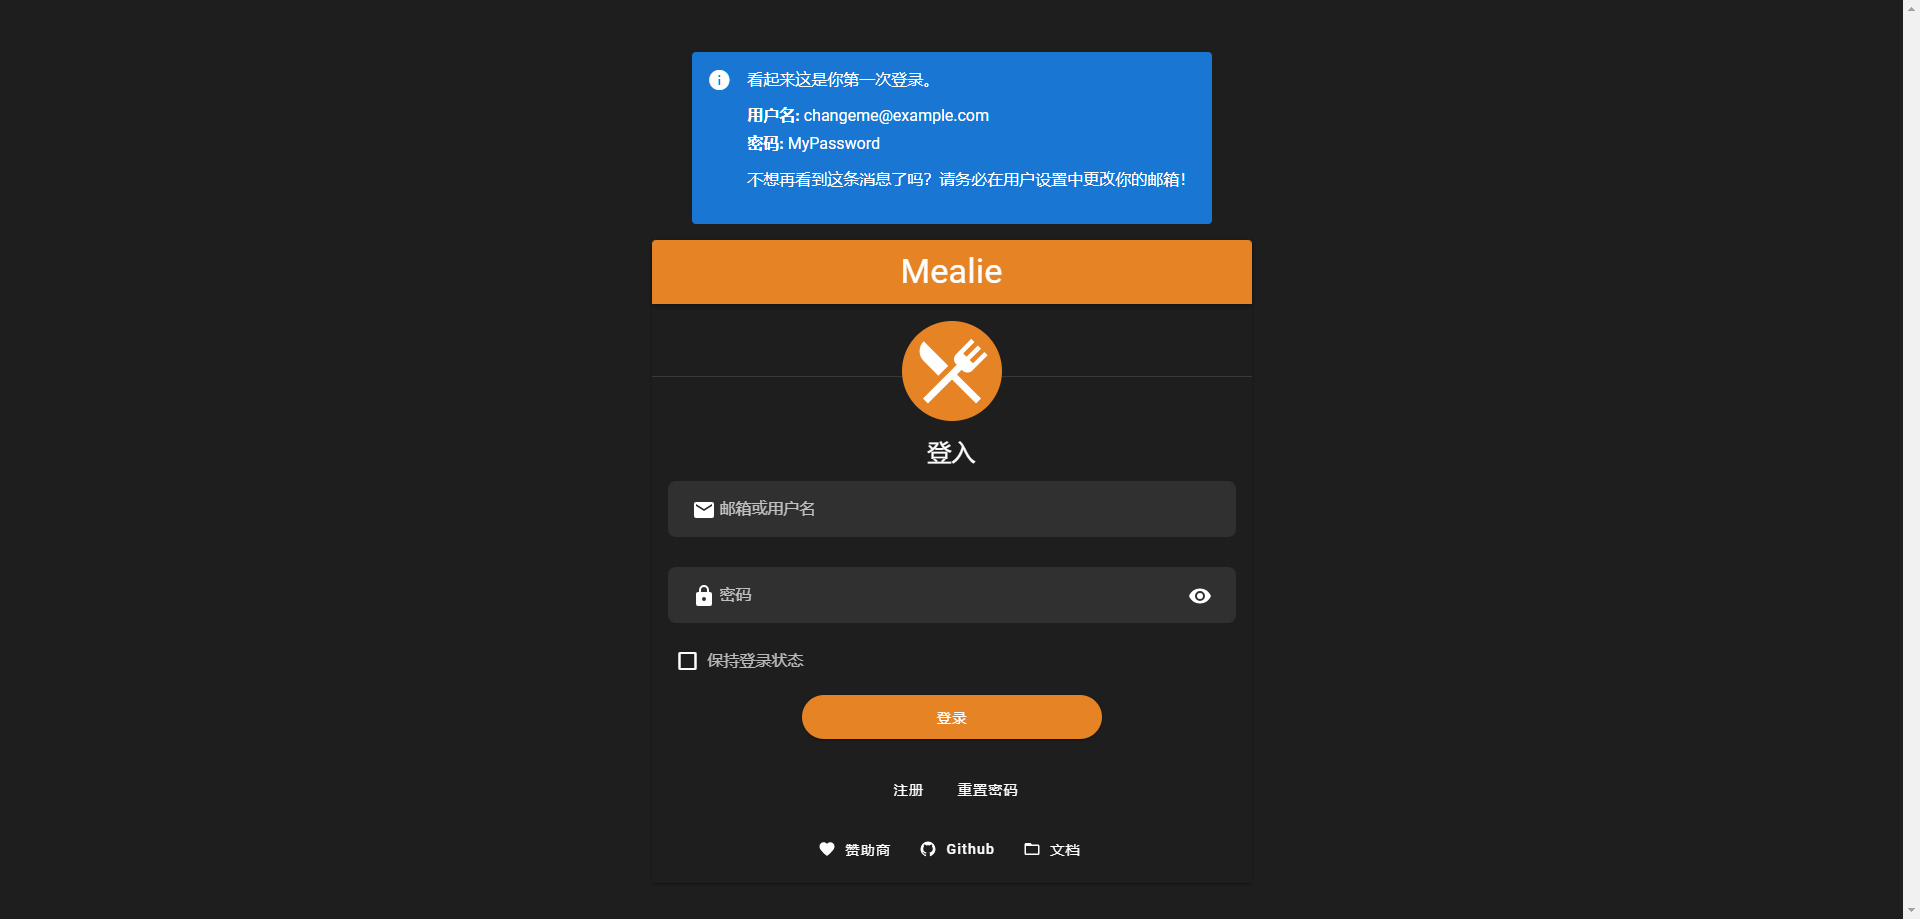 看起来这是你第一次登录。
用户名: changeme@example.com
密码: MyPassword
不想再看到这条消息了吗？请务必在用户设置中更改你的邮箱！
Mealie
登入
邮箱或用户名
密码
保持登录状态
登录
注册 重置密码
赞助商 Github 文档